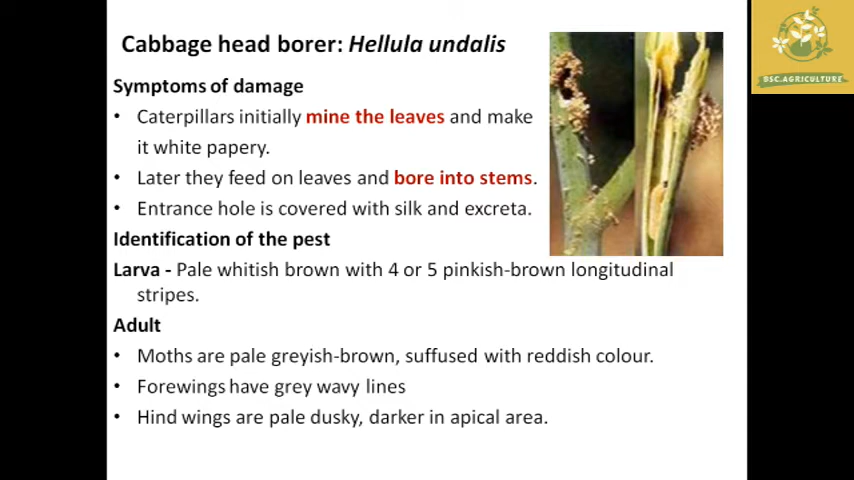 Cabbage head borer: Hellula undalis
BSC.AGRICULTURE
Symptoms of damage
• Caterpillars initially mine the leaves and make
it white papery.
• Later they feed on leaves and bore into stems.
• Entrance hole is covered with silk and excreta.
Identification of the pest
Larva - Pale whitish brown with 4 or 5 pinkish-brown longitudinal
stripes.
Adult
• Moths are pale greyish-brown, suffused with reddish colour.
• Forewings have grey wavy lines
• Hind wings are pale dusky, darker in apical area.